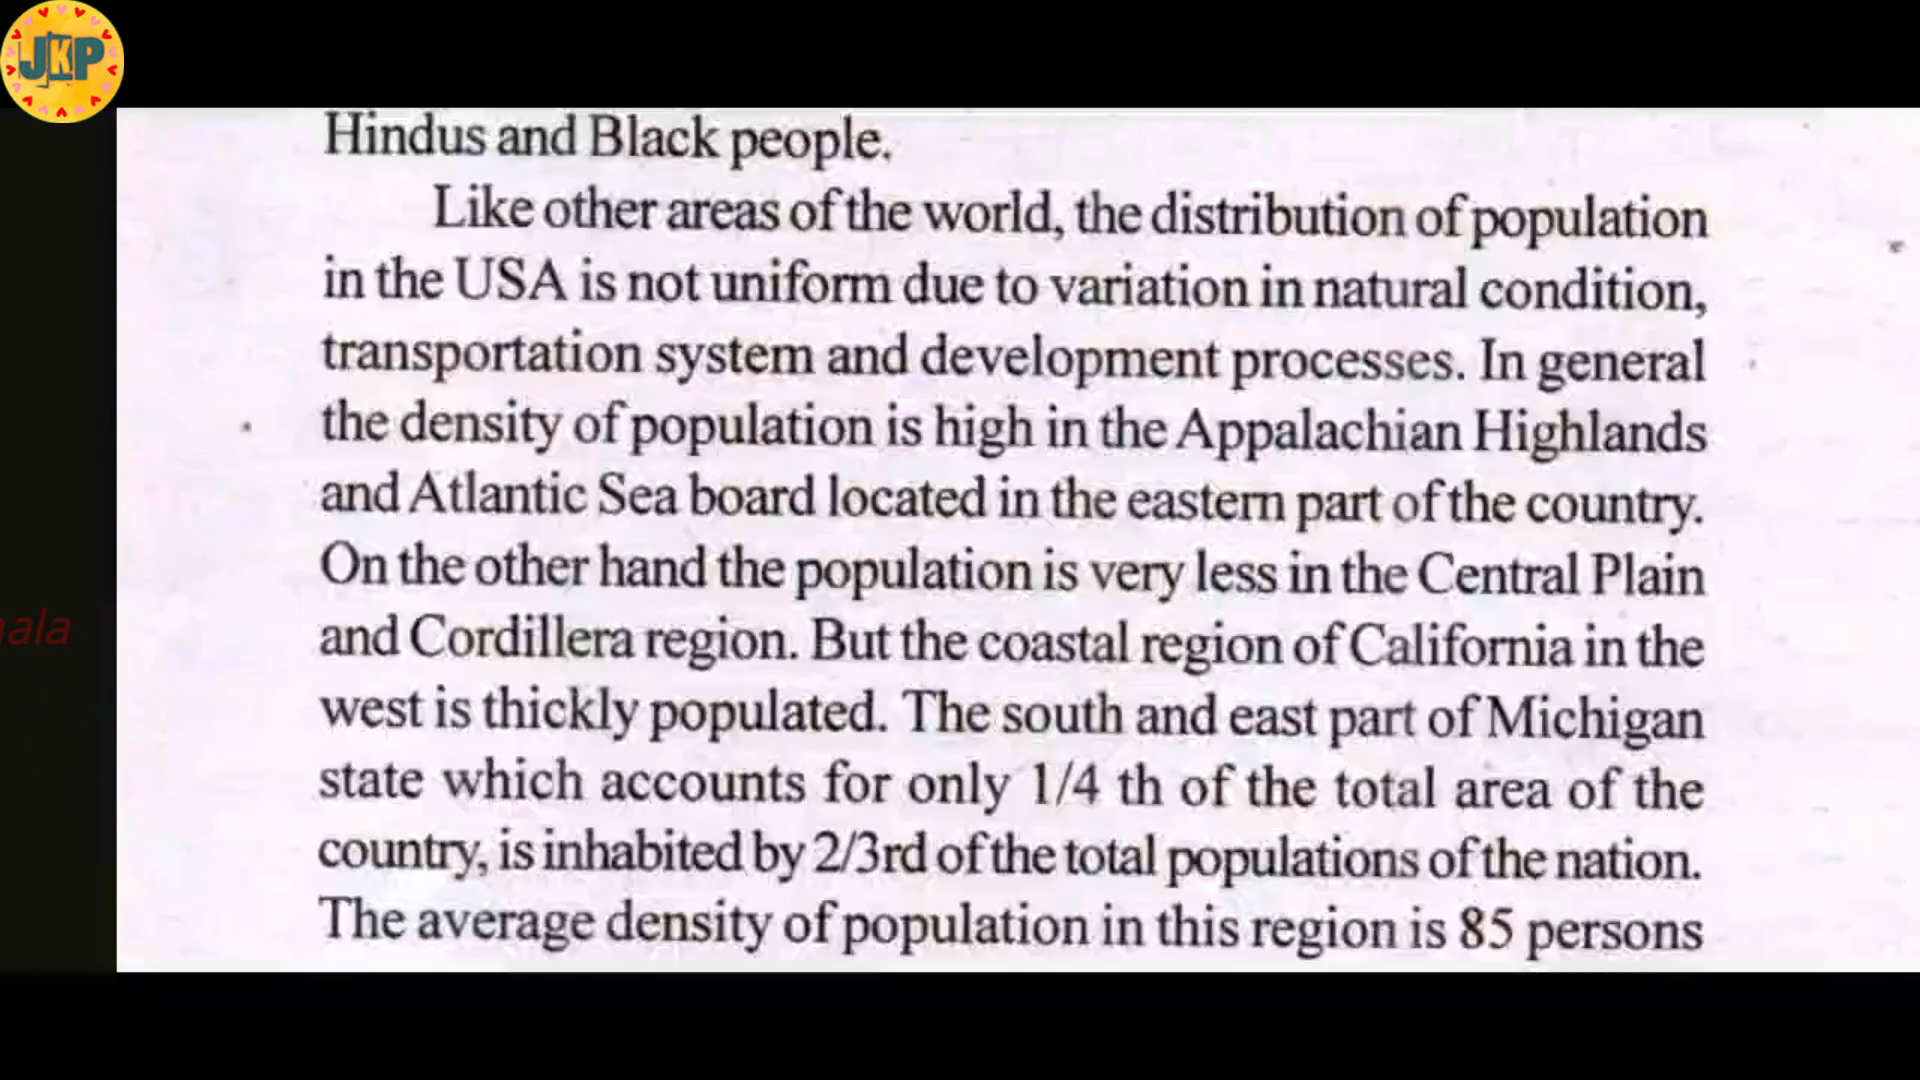 JKP
Hindus and Black people.
Like other areas of the world, the distribution of population
in the USA is not uniform due to variation in natural condition,
transportation system and development processes. In general
the density of population is high in the Appalachian Highlands
and Atlantic Sea board located in the eastern part of the country.
On the other hand the population is very less in the Central Plain
and Cordillera region. But the coastal region of California in the
west is thickly populated. The south and east part of Michigan
state which accounts for only 1/4 th of the total area of the
country, is inhabited by 2/3rd of the total populations of the nation.
The average density of population in this region is 85 persons